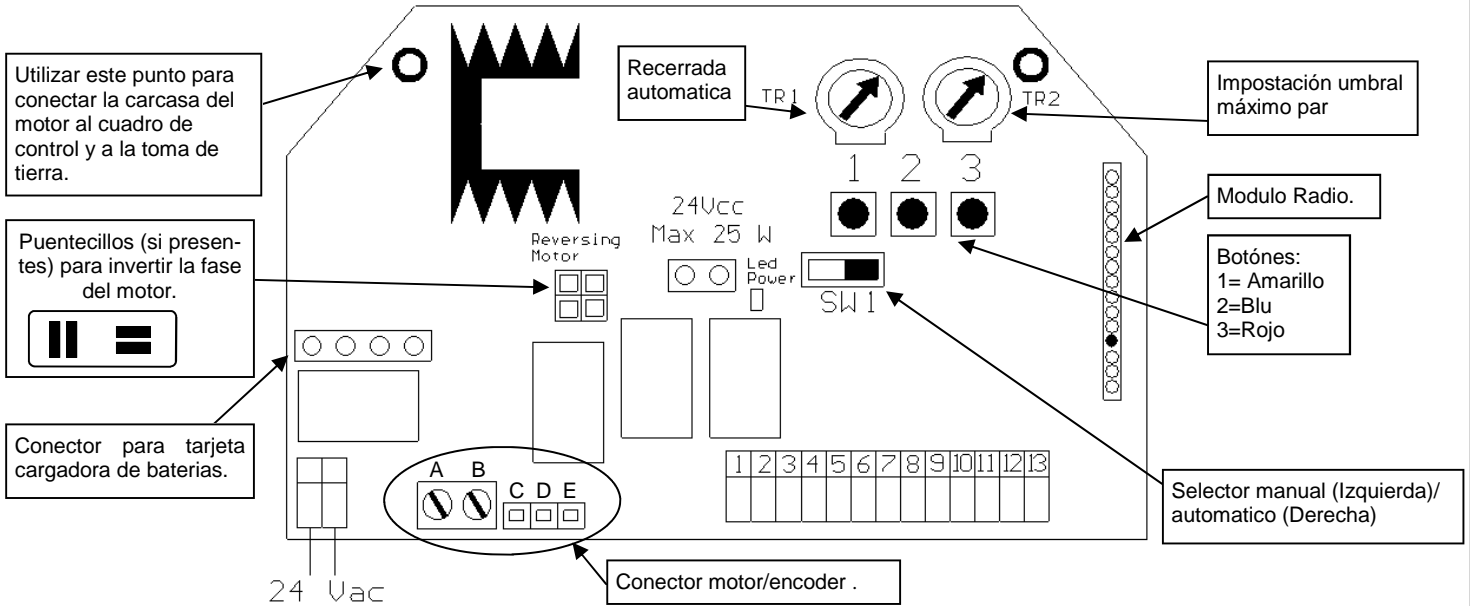 Utilizar este punto para
conectar la carcasa del
motor al cuadro de
control y a la toma de
tierra.
Puentecillos (si presen-
tes) para invertir la fase
del motor.
Conector para tarjeta
cargadora de baterias.
Recerrada
automatica
TR1
TR2
Impostación umbral
máximo par
1 2 3
Modulo Radio.
Botónes:
1= Amarillo
2=Blu
3=Rojo
24Vcc
Max 25 W
Reversing
Motor
Led
Power
SW1
A B
C D E
1 2 3 4 5 6 7 8 9 10 11 12 13
Selector manual (Izquierda)/
automatico (Derecha)
Conector motor/encoder .
24 Vac